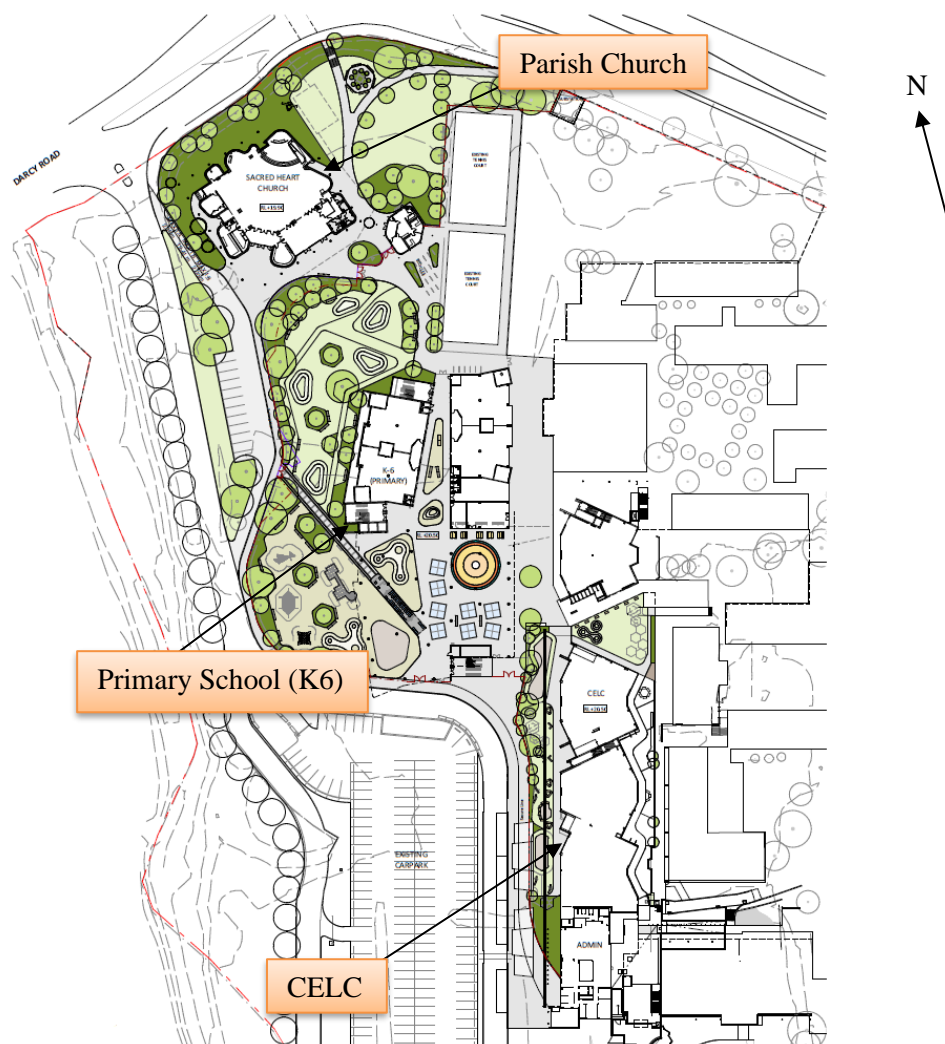 Parish Church
N
DARCY ROAD
SACRED HEART
CHURCH
EXISTING
TENNIS
COURT
EXISTING
TENNIS
COURT
K-6
(PRIMARY)
Primary School (K6)
CELC
EXISTING
CARPARK
ADMIN
CELC